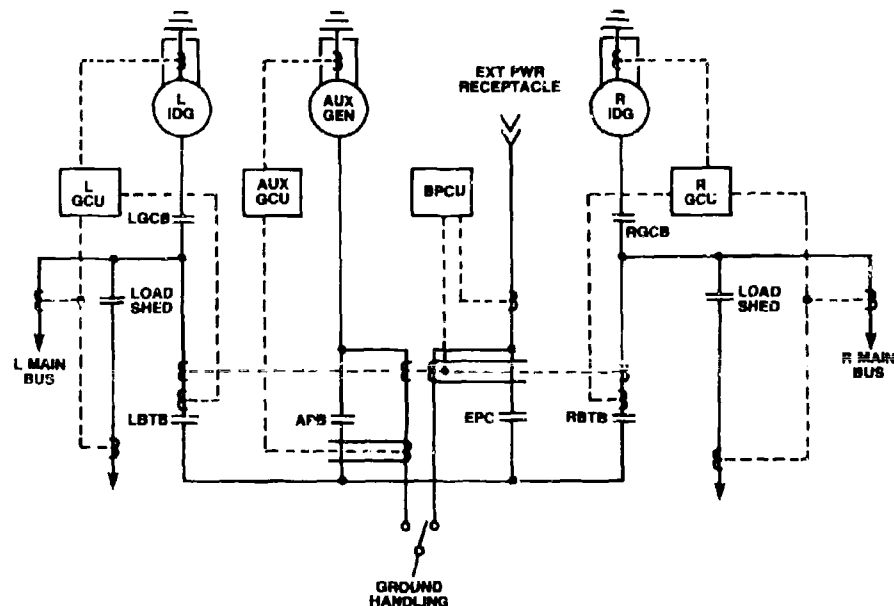 L
IDG
AUX
GEN
EXT PWR
RECEPTACLE
R
IDG
L
GCU
AUX
GCU
BPCU
R
GCU
LGCB
RGCB
LOAD
SHED
LOAD
SHED
L MAIN
BUS
R MAIN
BUS
LBTB
APB
EPC
RBTB
GROUND
HANDLING